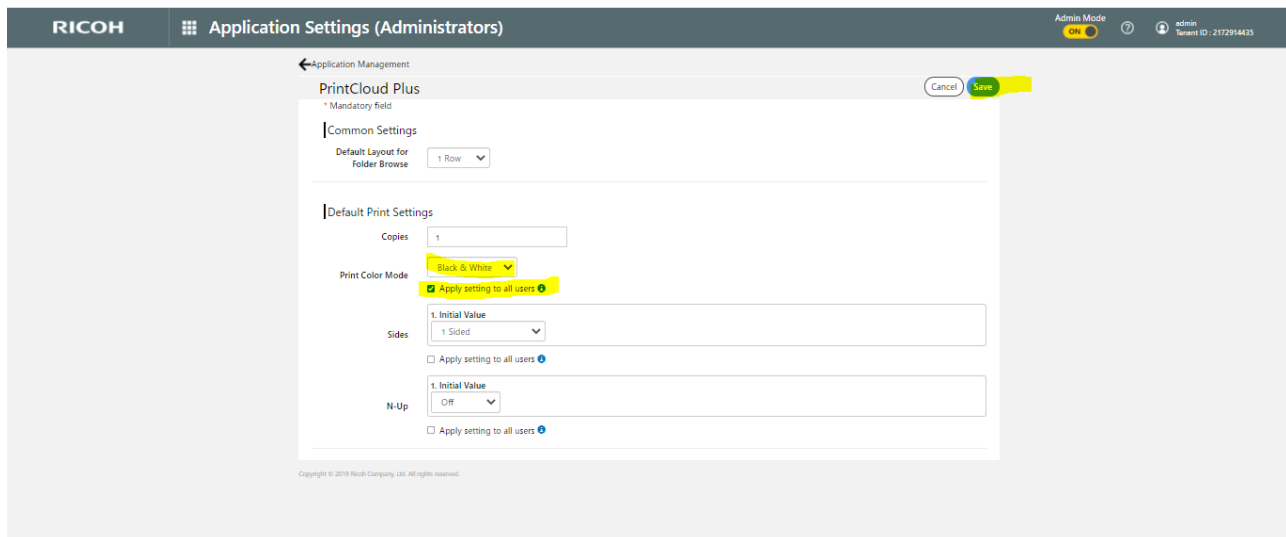 RICOH
Application Settings (Administrators)
Admin Mode
ON
admin
Tenant ID : 2172914435
Application Management
PrintCloud Plus
Cancel
Save
* Mandatory field
Common Settings
Default Layout for
Folder Browse
1 Row
Default Print Settings
Copies
1
Print Color Mode
Black & White
Apply setting to all users
1. Initial Value
Sides
1 Sided
Apply setting to all users
1. Initial Value
N-Up
Off
Apply setting to all users
Copyright © 2019 Ricoh Company, Ltd. All rights reserved.